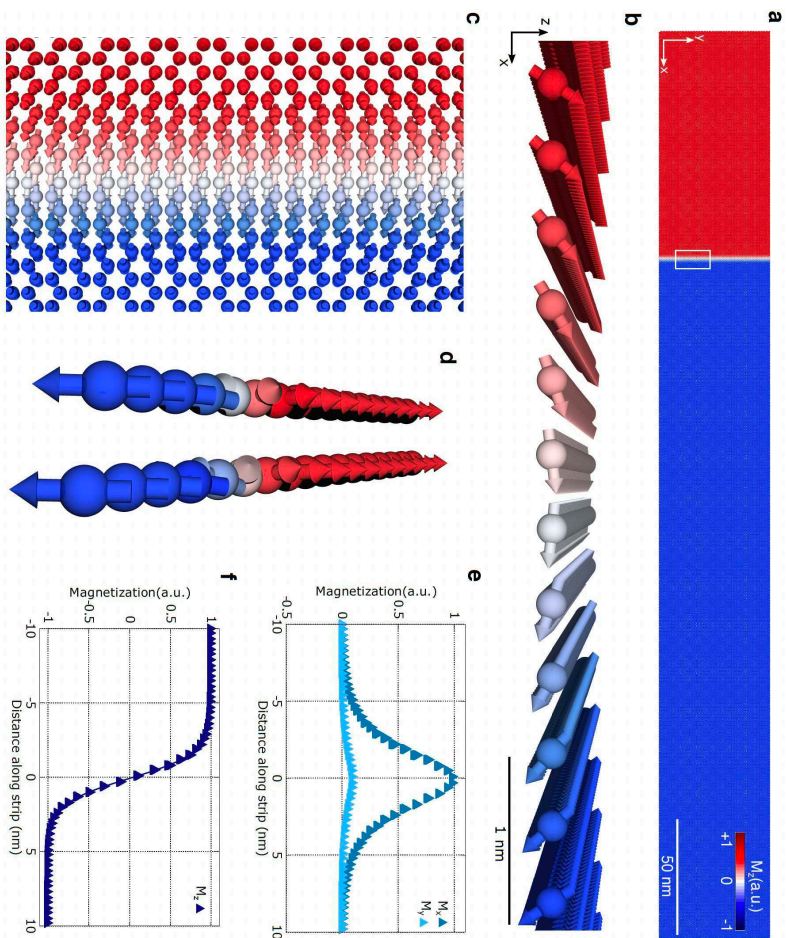 a
Y
X
M_z(a.u.)
+1
0
-1
50 nm
b
Z
X
1 nm
c
d
e
Magnetization(a.u.)
1
0.5
0
-0.5
-10
-5
0
5
10
Distance along strip (nm)
M_x
M_y
f
Magnetization(a.u.)
1
0.5
0
-0.5
-1
-10
-5
0
5
10
Distance along strip (nm)
M_z